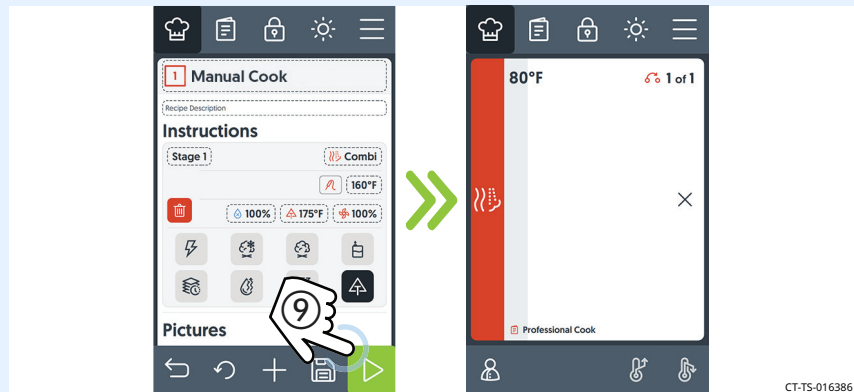 1 Manual Cook
Recipe Description
Instructions
Stage 1 Combi
160°F
100% 175°F 100%
9
Pictures
80°F 1 of 1
Professional Cook
CT-TS-016386